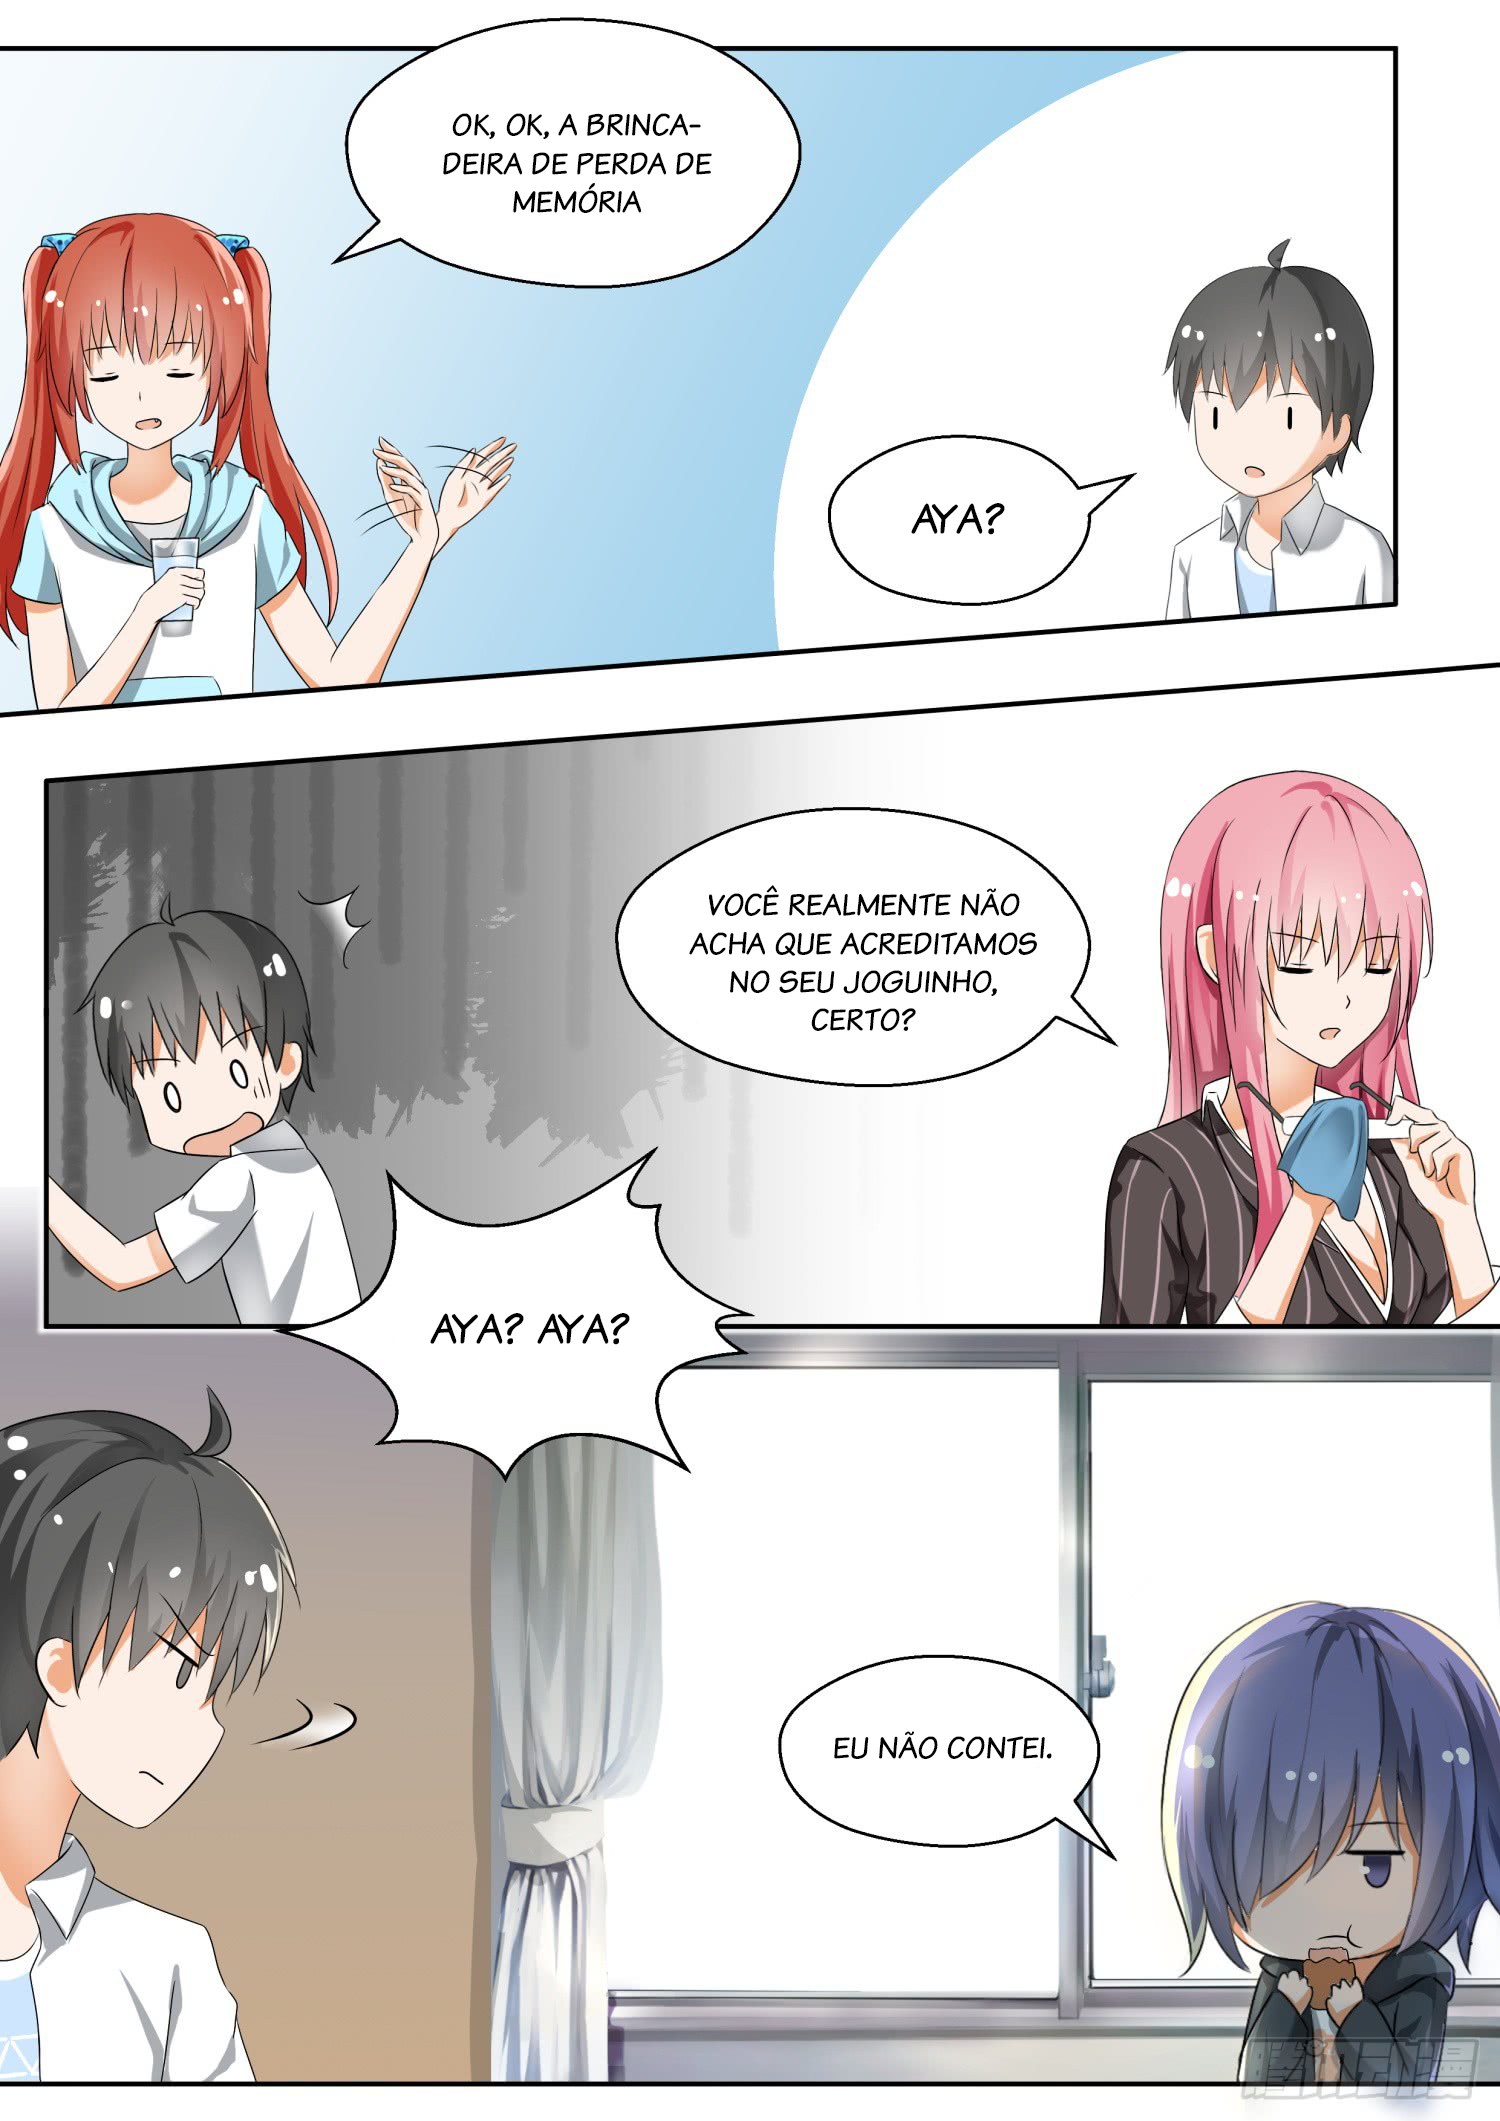 OK, OK, A BRINCA-
DEIRA DE PERDA DE
MEMÓRIA
AYA?
VOCÊ REALMENTE NÃO
ACHA QUE ACREDITAMOS
NO SEU JOGUINHO,
CERTO?
AYA? AYA?
EU NÃO CONTEI.